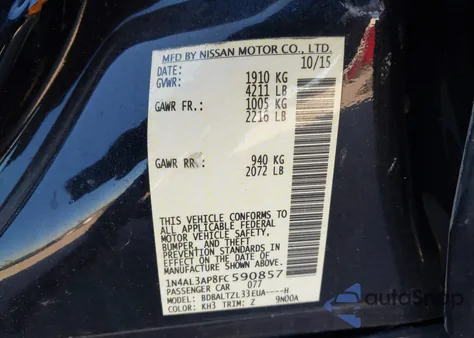 MFD BY NISSAN MOTOR CO., LTD.
DATE: 10/15
GVWR: 1910 KG
4211 LB
GAWR FR.: 1005 KG
2216 LB
GAWR RR.: 940 KG
2072 LB
THIS VEHICLE CONFORMS TO
ALL APPLICABLE FEDERAL
MOTOR VEHICLE SAFETY,
BUMPER, AND THEFT
PREVENTION STANDARDS IN
EFFECT ON THE DATE OF
MANUFACTURE SHOWN ABOVE.
1N4AL3AP8FC590857
PASSENGER CAR 077
MODEL: BDBALTZL33EUA----H
COLOR: KH3 TRIM: Z 9N00A
AutoSnap